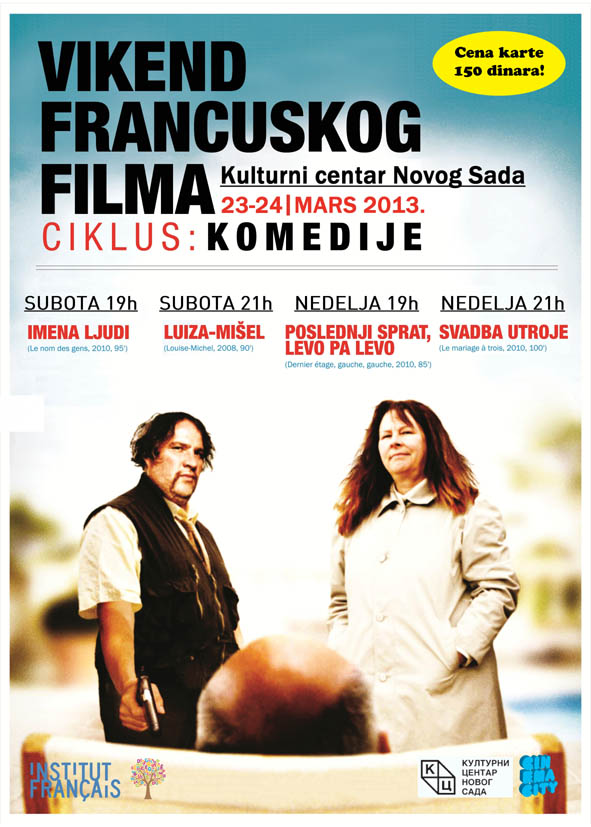 Cena karte
150 dinara!
VIKEND
FRANCUSKOG
FILMA
Kulturni centar Novog Sada
23-24|MARS 2013.
CIKLUS: KOMEDIJE
SUBOTA 19h
IMENA LJUDI
(Le nom des gens, 2010, 95')
SUBOTA 21h
LUIZA-MIŠEL
(Louise-Michel, 2008, 90')
NEDELJA 19h
POSLEDNJI SPRAT,
LEVO PA LEVO
(Dernier étage, gauche, gauche, 2010, 85')
NEDELJA 21h
SVADBA UTROJE
(Le mariage à trois, 2010, 100')
INSTITUT
FRANÇAIS
КЦ
КУЛТУРНИ
ЦЕНТАР
НОВОГ
САДА
CIN
EMA
CITY